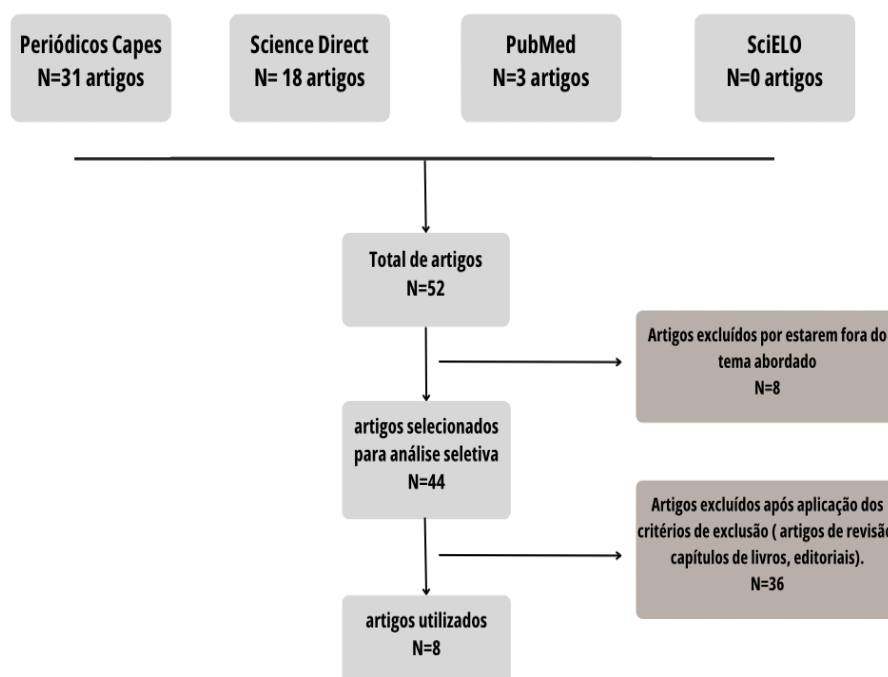 Periódicos Capes
N=31 artigos
Science Direct
N= 18 artigos
PubMed
N=3 artigos
SciELO
N=0 artigos
Total de artigos
N=52
Artigos excluídos por estarem fora do
tema abordado
N=8
artigos selecionados
para análise seletiva
N=44
Artigos excluídos após aplicação dos
critérios de exclusão ( artigos de revisão
capítulos de livros, editoriais).
N=36
artigos utilizados
N=8